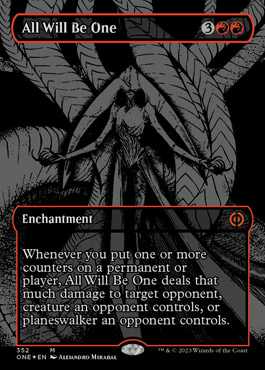 All Will Be One 3
Enchantment
Whenever you put one or more
counters on a permanent or
player, All Will Be One deals that
much damage to target opponent,
creature an opponent controls, or
planeswalker an opponent controls.
352 M
ONE ★ EN Alejandro Mirabal
™ & © 2023 Wizards of the Coast